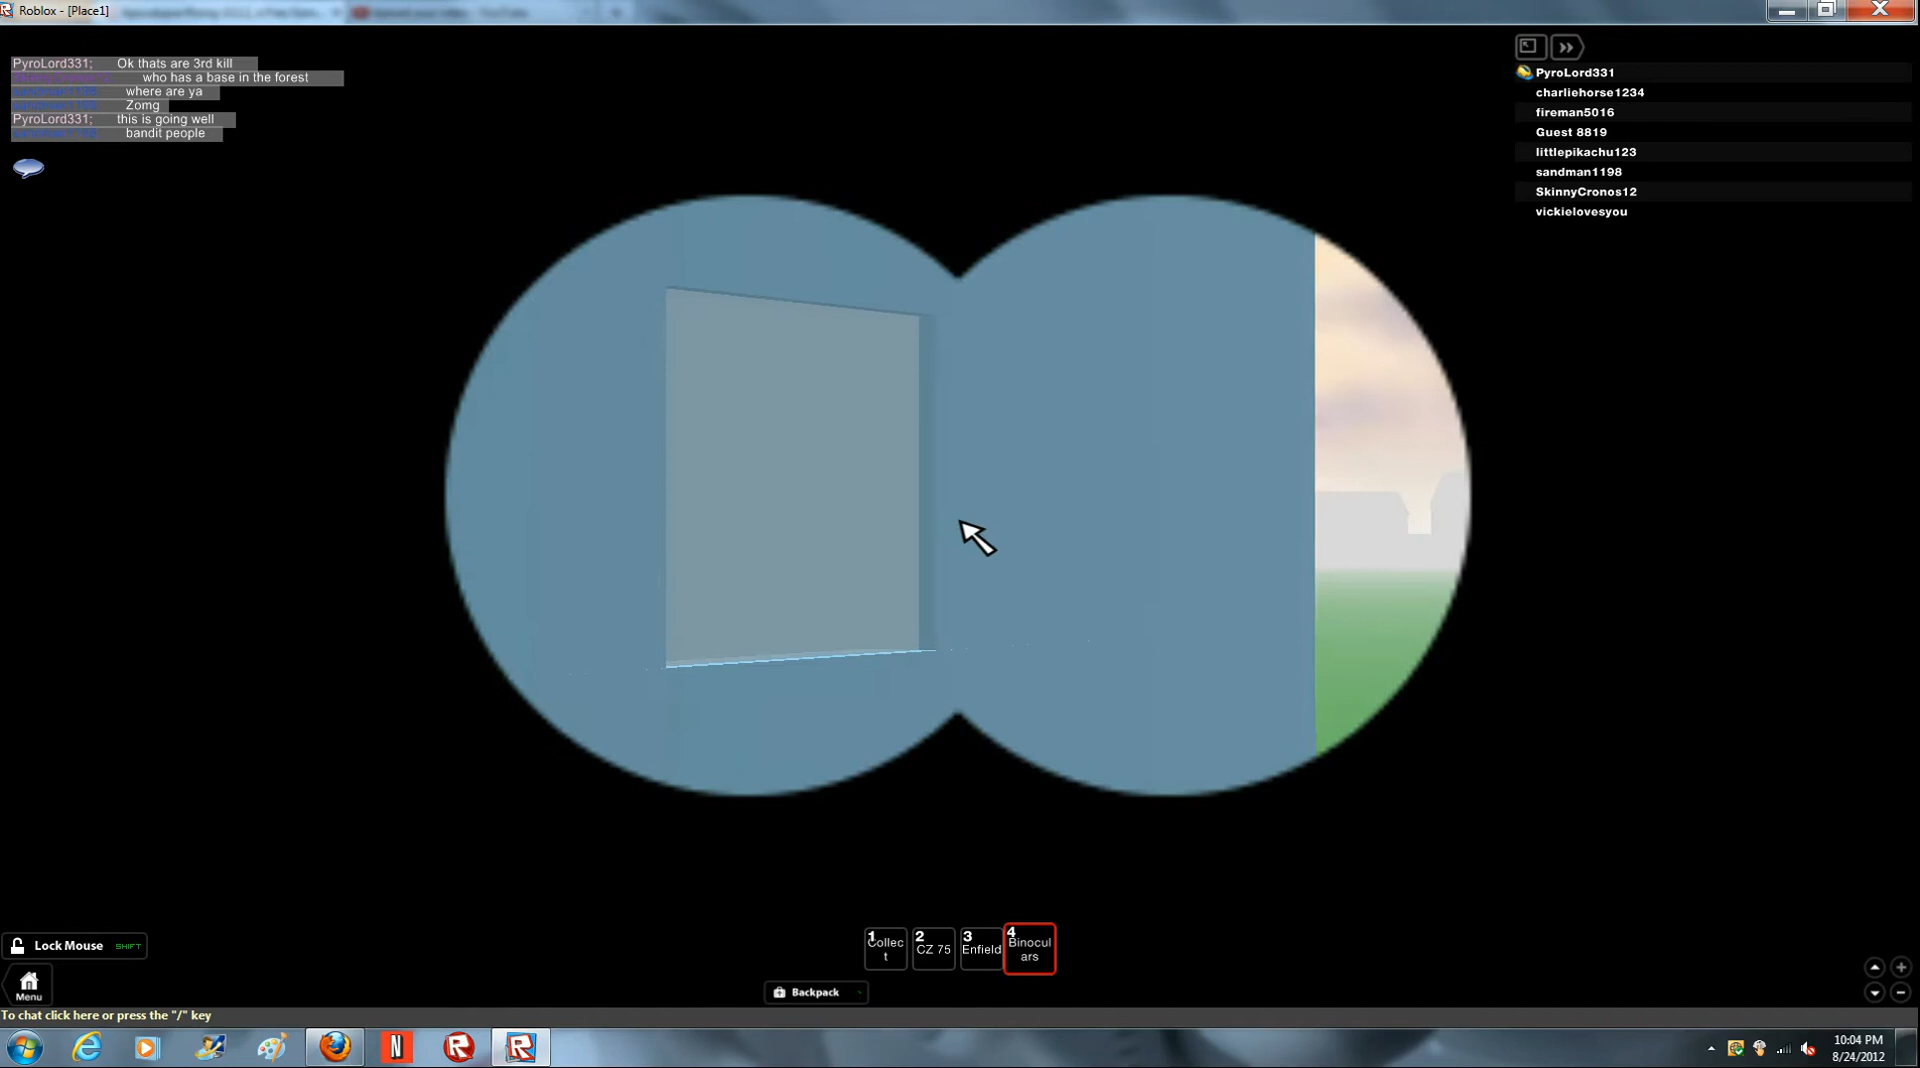 Roblox - [Place1]
PyroLord331; Ok thats are 3rd kill
who has a base in the forest
sandman1198; where are ya
sandman1198; Zomg
PyroLord331; this is going well
sandman1198; bandit people
PyroLord331
charliehorse1234
fireman5016
Guest 8819
littlepikachu123
sandman1198
SkinnyCronos12
vickielovesyou
Lock Mouse SHIFT
Menu
1 Collect
2 CZ 75
3 Enfield
4 Binoculars
Backpack
To chat click here or press the "/" key
10:04 PM
8/24/2012